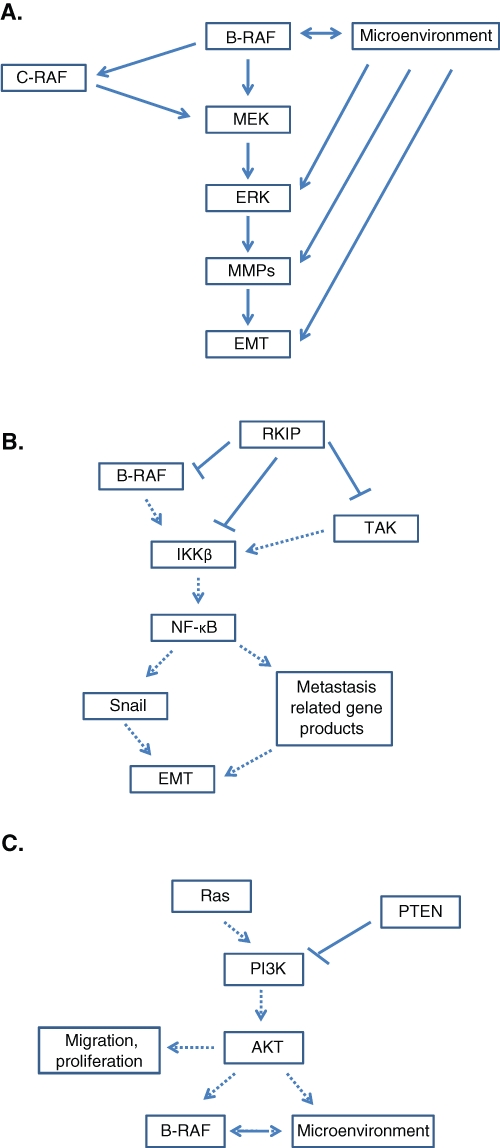 A.
B-RAF
Microenvironment
C-RAF
MEK
ERK
MMPs
EMT
B.
RKIP
B-RAF
TAK
IKKβ
NF-κB
Snail
Metastasis
related gene
products
EMT
C.
Ras
PTEN
PI3K
Migration,
proliferation
AKT
B-RAF
Microenvironment